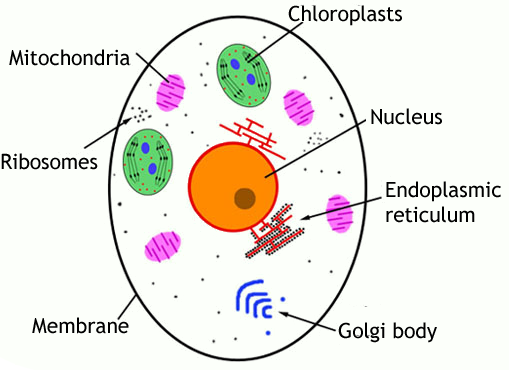 Chloroplasts
Mitochondria
Nucleus
Ribosomes
Endoplasmic
reticulum
Membrane
Golgi body